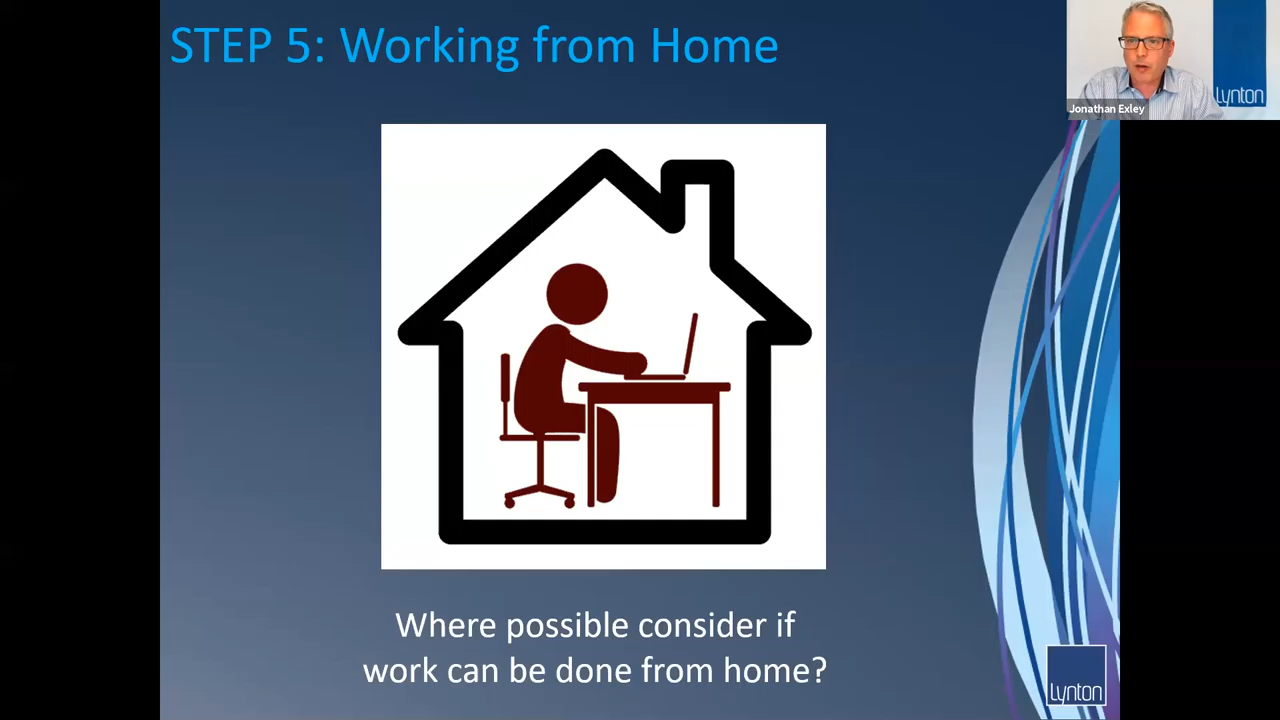 STEP 5: Working from Home
Lynton
Jonathan Exley
Where possible consider if
work can be done from home?
Lynton